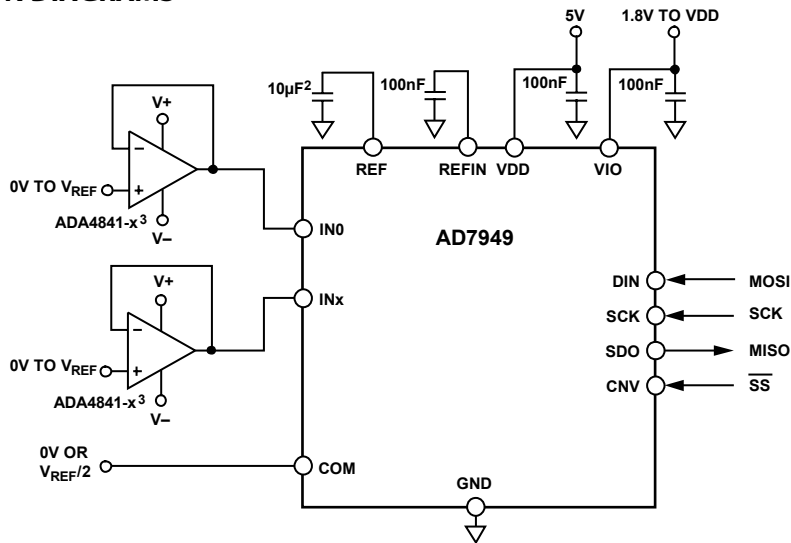 5V
1.8V TO VDD
10µF2
100nF
100nF
100nF
V+
–
+
0V TO VREF
ADA4841-x3
V–
REF
REFIN
VDD
VIO
IN0
AD7949
V+
–
+
0V TO VREF
ADA4841-x3
V–
INx
DIN
MOSI
SCK
SCK
SDO
MISO
CNV
SS
0V OR
VREF/2
COM
GND